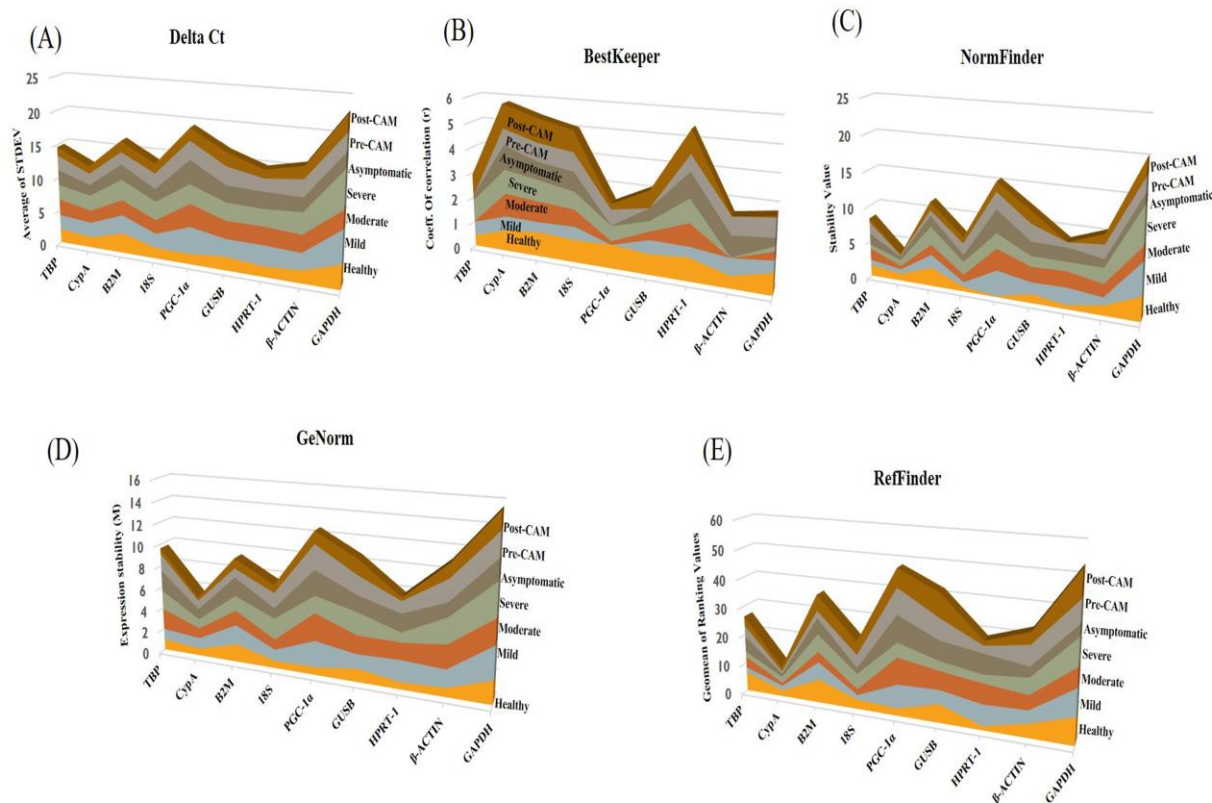 (A)
Delta Ct
Average of STDEV
25
20
15
10
5
0
TBP
CypA
B2M
18S
PGC-1α
GUSB
HPRT-1
β-ACTIN
GAPDH
Post-CAM
Pre-CAM
Asymptomatic
Severe
Moderate
Mild
Healthy
(B)
BestKeeper
Coeff. Of correlation (r)
6
5
4
3
2
1
0
Post-CAM
Pre-CAM
Asymptomatic
Severe
Moderate
Mild
Healthy
TBP
CypA
B2M
18S
PGC-1α
GUSB
HPRT-1
β-ACTIN
GAPDH
(C)
NormFinder
Stability Value
25
20
15
10
5
0
TBP
CypA
B2M
18S
PGC-1α
GUSB
HPRT-1
β-ACTIN
GAPDH
Post-CAM
Pre-CAM
Asymptomatic
Severe
Moderate
Mild
Healthy
(D)
GeNorm
Expression stability (M)
16
14
12
10
8
6
4
2
0
TBP
CypA
B2M
18S
PGC-1α
GUSB
HPRT-1
β-ACTIN
GAPDH
Post-CAM
Pre-CAM
Asymptomatic
Severe
Moderate
Mild
Healthy
(E)
RefFinder
Geomean of Ranking Values
60
50
40
30
20
10
0
TBP
CypA
B2M
18S
PGC-1α
GUSB
HPRT-1
β-ACTIN
GAPDH
Post-CAM
Pre-CAM
Asymptomatic
Severe
Moderate
Mild
Healthy